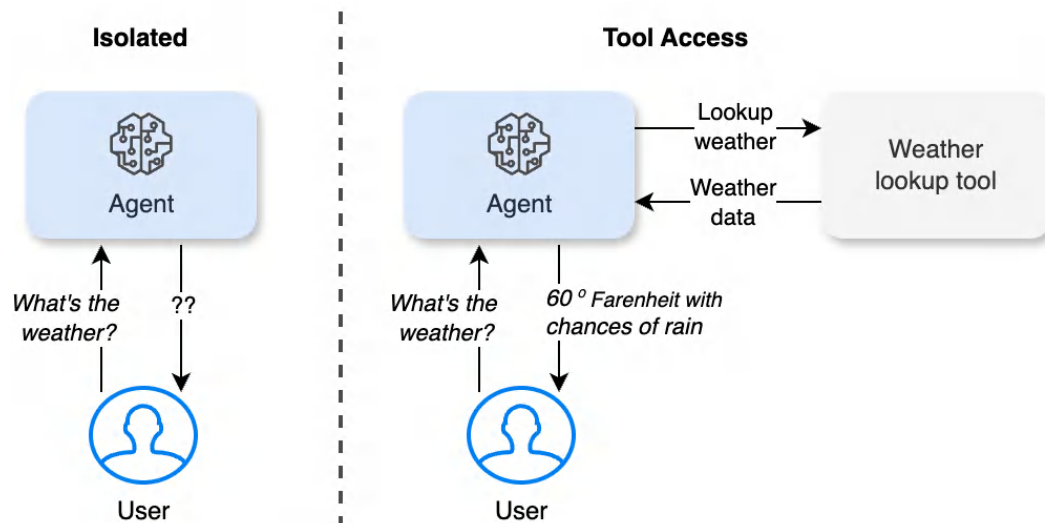 Isolated
Agent
What's the
weather?
??
User
Tool Access
Agent
Lookup
weather
Weather
data
Weather
lookup tool
What's the
weather?
60 ° Farenheit with
chances of rain
User